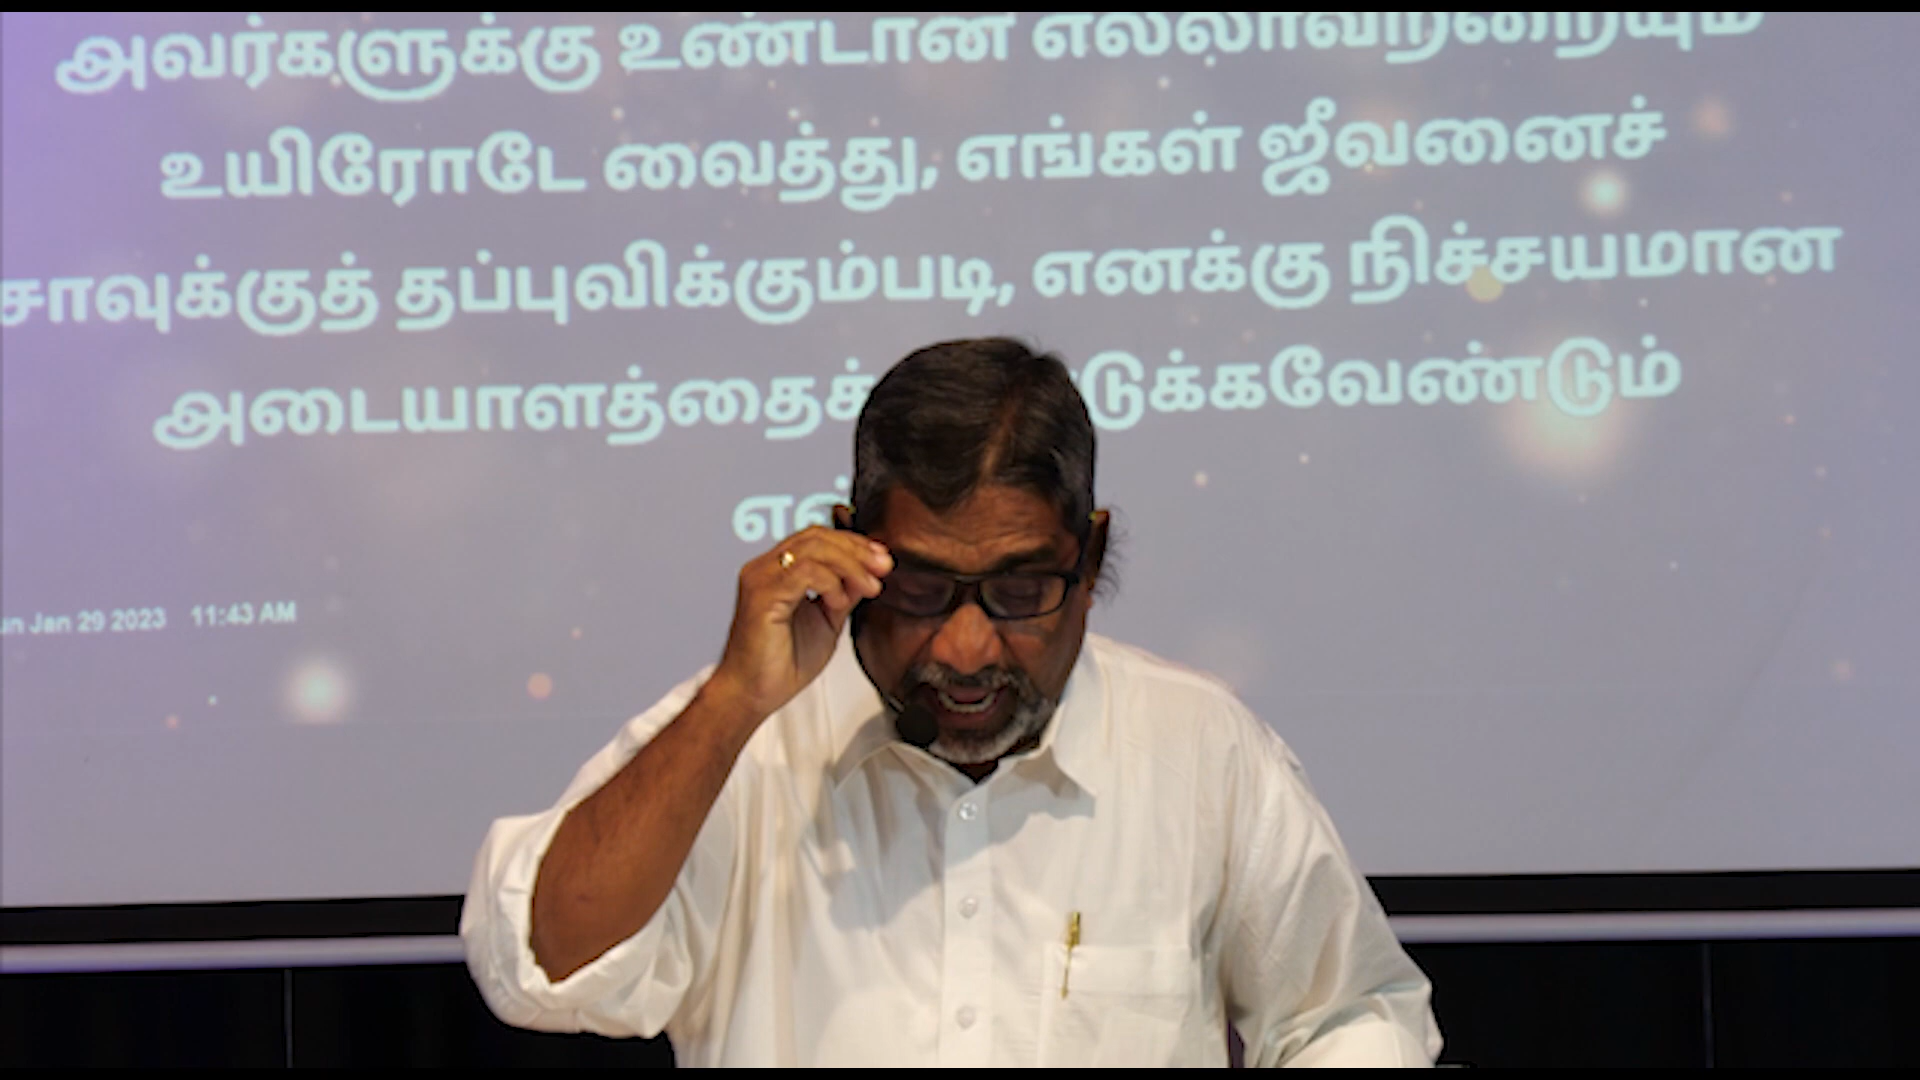 அவர்களுக்கு உண்டான எல்லாவற்றையும்
உயிரோடே வைத்து, எங்கள் ஜீவனைச்
சாவுக்குத் தப்புவிக்கும்படி, எனக்கு நிச்சயமான
அடையாளத்தைக் டுக்கவேண்டும்
Jan 29 2023 11:43 AM